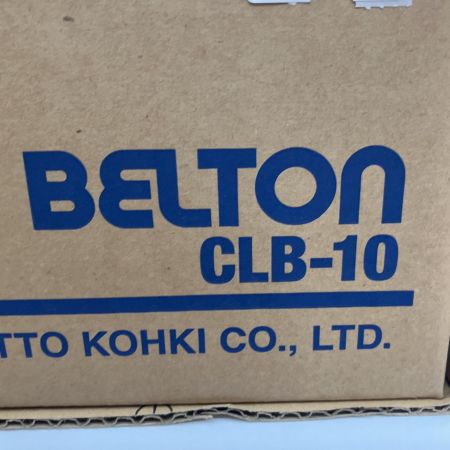 BELTON
CLB-10
TTO KOHKI CO., LTD.